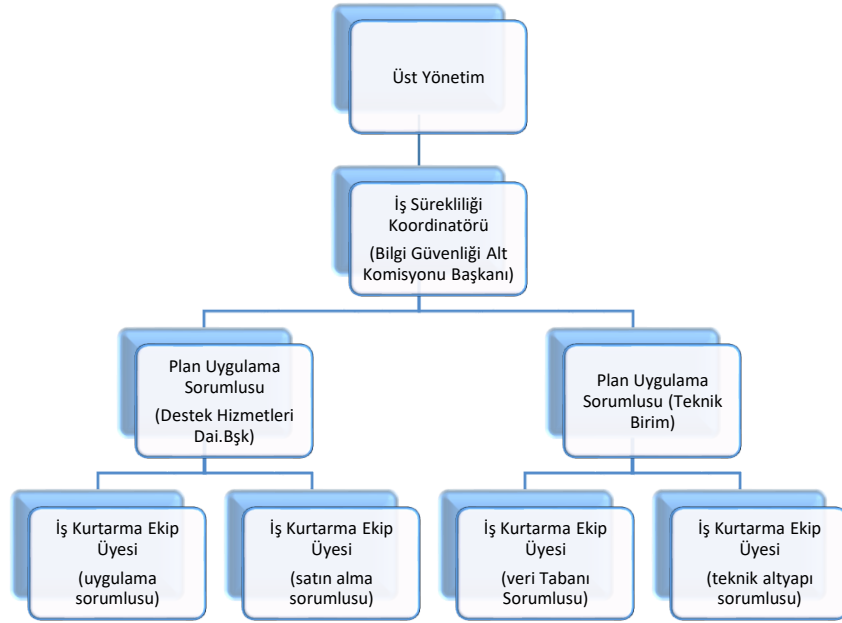 Üst Yönetim
İş Sürekliliği
Koordinatörü
(Bilgi Güvenliği Alt
Komisyonu Başkanı)
Plan Uygulama
Sorumlusu
(Destek Hizmetleri
Dai.Bşk)
Plan Uygulama
Sorumlusu (Teknik
Birim)
İş Kurtarma Ekip
Üyesi
(uygulama
sorumlusu)
İş Kurtarma Ekip
Üyesi
(satın alma
sorumlusu)
İş Kurtarma Ekip
Üyesi
(veri Tabanı
Sorumlusu)
İş Kurtarma Ekip
Üyesi
(teknik altyapı
sorumlusu)